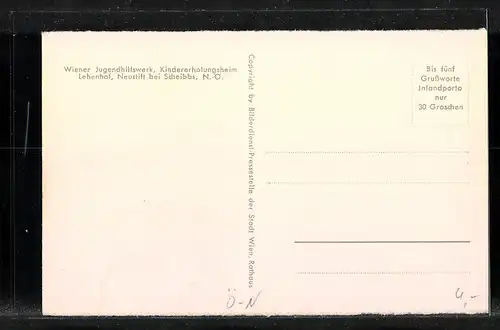 Wiener Jugendhilfswerk, Kindererholungsheim
Lehenhof, Neustift bei Scheibbs, N.-Ö.
Copyright by Bilderdienst-Pressestelle der Stadt Wien, Rathaus
Bis fünf
Grußworte
Inlandporto
nur
30 Groschen
Ö-N
4,-